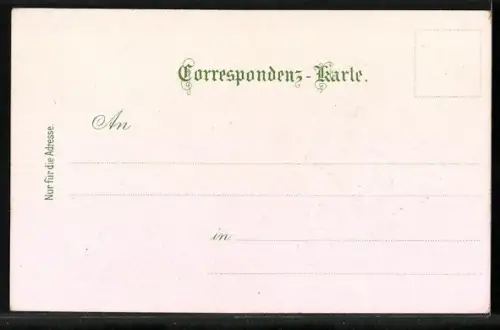 Correspondenz-Karte.
An
in
Nur für die Adresse.